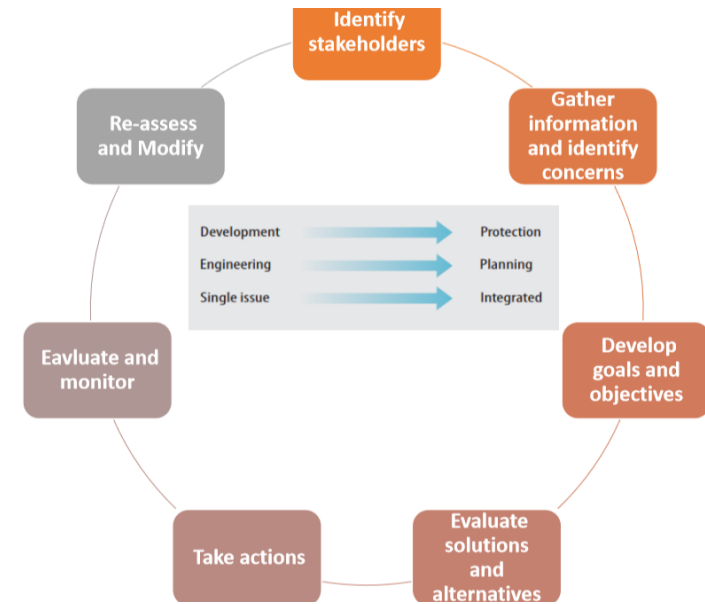 Identify
stakeholders
Gather
information
and identify
concerns
Develop
goals and
objectives
Evaluate
solutions
and
alternatives
Take actions
Eavluate and
monitor
Re-assess
and Modify
Development
Protection
Engineering
Planning
Single issue
Integrated